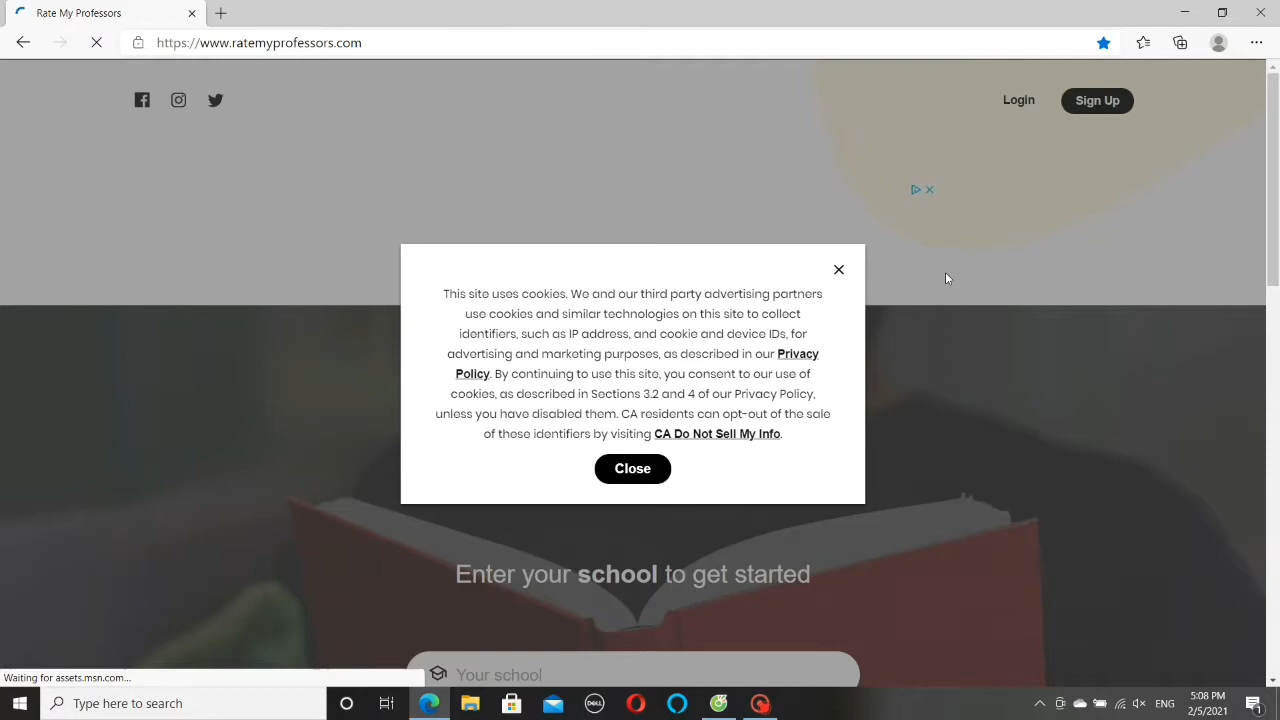 Rate My Professors
https://www.ratemyprofessors.com
Login
Sign Up
This site uses cookies. We and our third party advertising partners
use cookies and similar technologies on this site to collect
identifiers, such as IP address, and cookie and device IDs, for
advertising and marketing purposes, as described in our Privacy
Policy. By continuing to use this site, you consent to our use of
cookies, as described in Sections 3.2 and 4 of our Privacy Policy,
unless you have disabled them. CA residents can opt-out of the sale
of these identifiers by visiting CA Do Not Sell My Info.
Close
Enter your school to get started
Your school
Waiting for assets.msn.com...
Type here to search
DELL
ENG
5:08 PM
2/5/2021
1